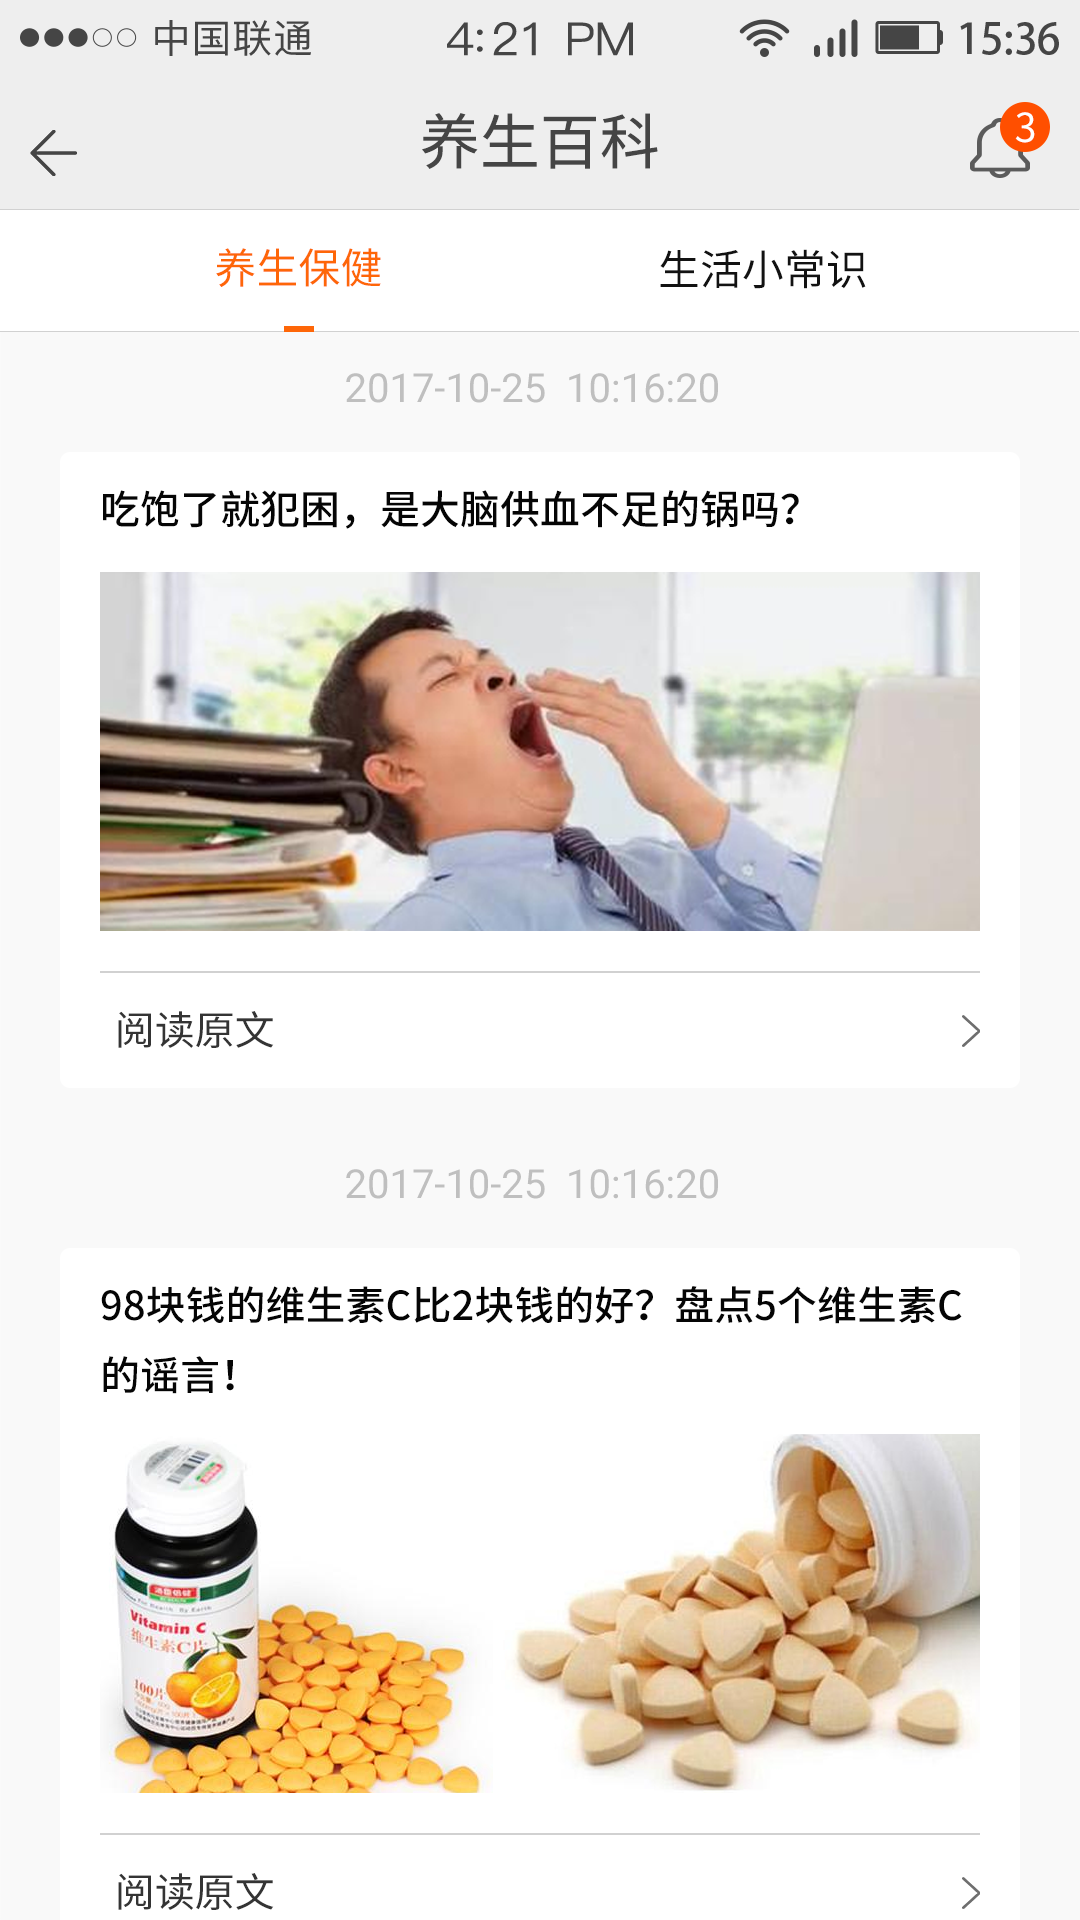 中国联通 4:21 PM 15:36
养生百科 3
养生保健 生活小常识
2017-10-25 10:16:20
吃饱了就犯困，是大脑供血不足的锅吗？
阅读原文
2017-10-25 10:16:20
98块钱的维生素C比2块钱的好？盘点5个维生素C
的谣言！
汤臣倍健
Vitamin C
维生素C片
100片
阅读原文